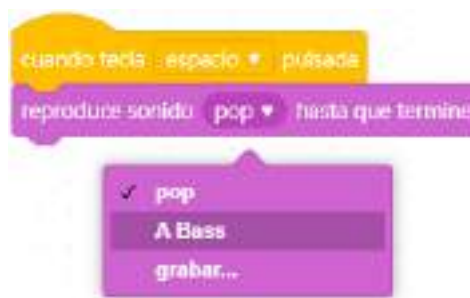 cuando tecla espacio pulsada
reproduce sonido pop hasta que termine
✓ pop
A Bass
grabar...